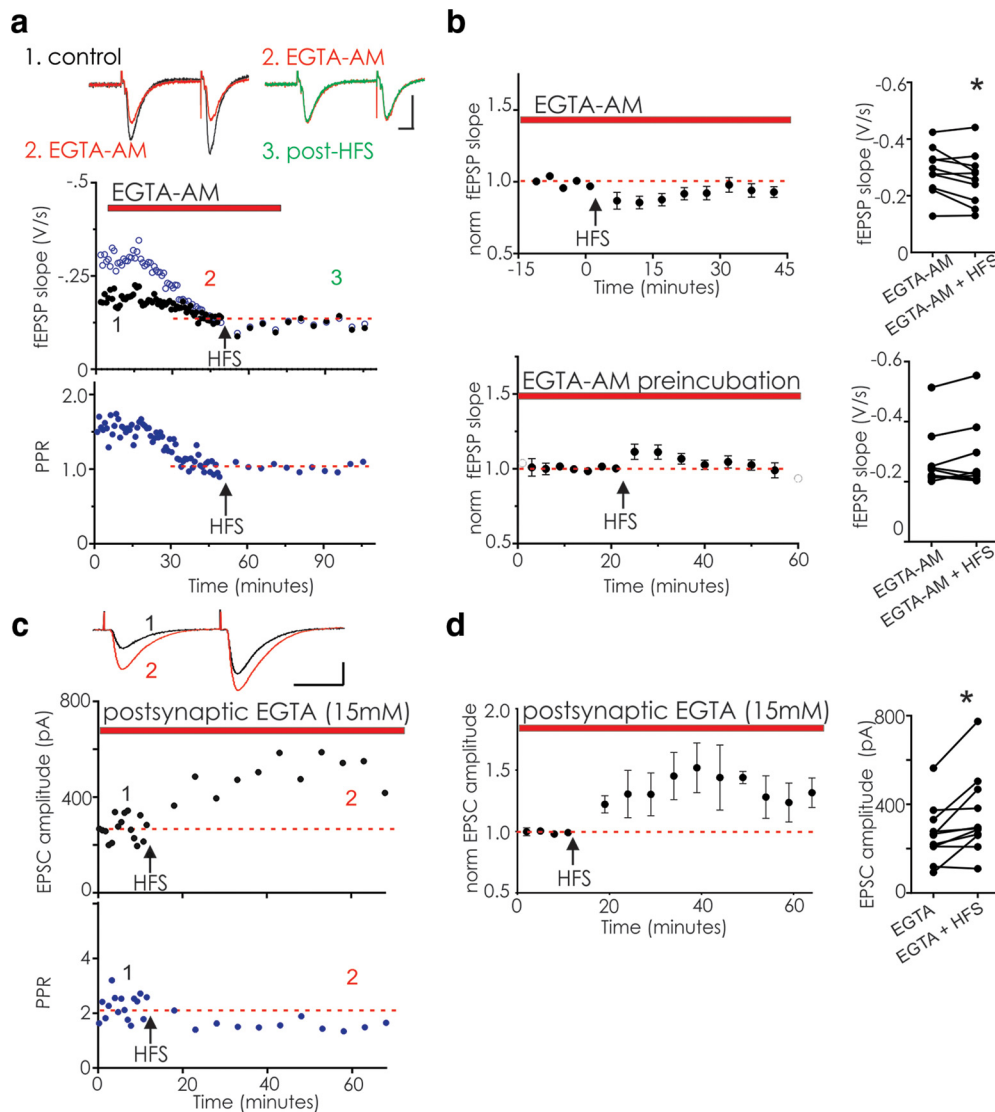 a
1. control
2. EGTA-AM
2. EGTA-AM
3. post-HFS
EGTA-AM
fEPSP slope (V/s)
-.5
-.25
0
1
2
3
HFS
PPR
2.0
1.0
0
HFS
0
30
60
90
Time (minutes)
b
EGTA-AM
norm fEPSP slope
1.5
1.0
0.5
HFS
-15
0
15
30
45
Time (minutes)
*
fEPSP slope (V/s)
-0.6
-0.4
-0.2
0
EGTA-AM
EGTA-AM + HFS
EGTA-AM preincubation
norm fEPSP slope
1.5
1.0
0.5
HFS
0
20
40
60
Time (minutes)
fEPSP slope (V/s)
-0.6
-0.4
-0.2
0
EGTA-AM
EGTA-AM + HFS
c
1
2
postsynaptic EGTA (15mM)
EPSC amplitude (pA)
800
400
0
1
2
HFS
PPR
4
2
0
1
2
HFS
0
20
40
60
Time (minutes)
d
postsynaptic EGTA (15mM)
norm EPSC amplitude
2.0
1.5
1.0
0.5
HFS
0
20
40
60
Time (minutes)
*
EPSC amplitude (pA)
800
400
0
EGTA
EGTA + HFS